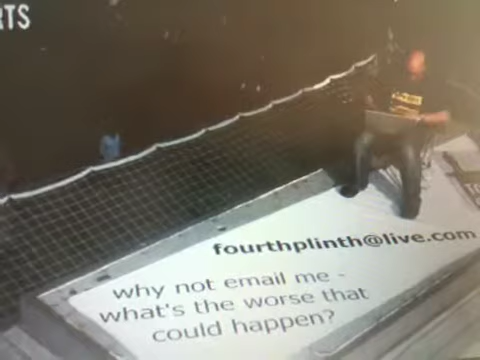 RTS
fourthplinth@live.com
why not email me -
what's the worse that
could happen?